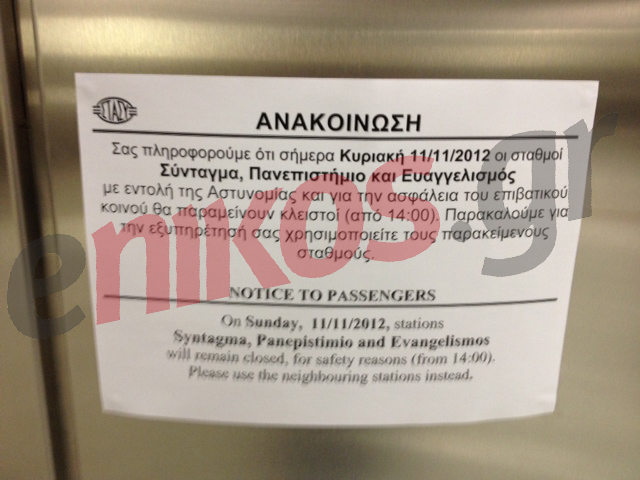 ΣΤΑΣΥ
ΑΝΑΚΟΙΝΩΣΗ
Σας πληροφορούμε ότι σήμερα Κυριακή 11/11/2012 οι σταθμοί
Σύνταγμα, Πανεπιστήμιο και Ευαγγελισμός
με εντολή της Αστυνομίας και για την ασφάλεια του επιβατικού
κοινού θα παραμείνουν κλειστοί (από 14:00). Παρακαλούμε για
την εξυπηρέτησή σας χρησιμοποιείτε τους παρακείμενους
σταθμούς.
NOTICE TO PASSENGERS
On Sunday, 11/11/2012, stations
Syntagma, Panepistimio and Evangelismos
will remain closed, for safety reasons (from 14:00).
Please use the neighbouring stations instead.
enikos.gr